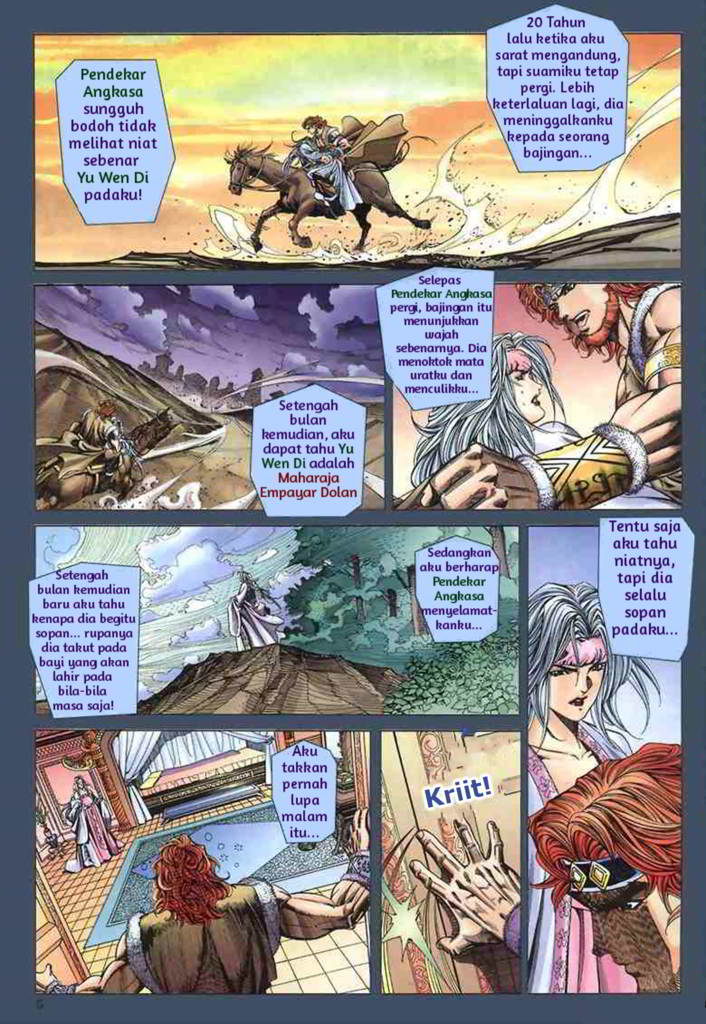 20 Tahun
lalu ketika aku
sarat mengandung,
tapi suamiku tetap
pergi. Lebih
keterlaluan lagi, dia
meninggalkanku
kepada seorang
bajingan...
Pendekar
Angkasa
sungguh
bodoh tidak
melihat niat
sebenar
Yu Wen Di
padaku!
Selepas
Pendekar Angkasa
pergi, bajingan itu
menunjukkan
wajah
sebenarnya. Dia
menoktok mata
uratku dan
menculikku...
Setengah
bulan
kemudian, aku
dapat tahu Yu
Wen Di adalah
Maharaja
Empayar Dolan
Setengah
bulan kemudian
baru aku tahu
kenapa dia begitu
sopan... rupanya
dia takut pada
bayi yang akan
lahir pada
bila-bila
masa saja!
Sedangkan
aku berharap
Pendekar
Angkasa
menyelamat-
kanku...
Tentu saja
aku tahu
niatnya,
tapi dia
selalu
sopan
padaku...
Aku
takkan
pernah
lupa
malam
itu...
Kriit!
5